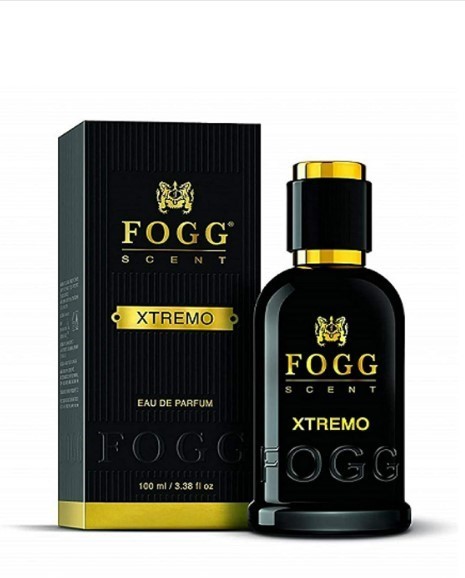 FOGG®
SCENT
XTREMO
EAU DE PARFUM
FOGG
100 ml / 3.38 fl oz
FOGG
SCENT
XTREMO
FOGG